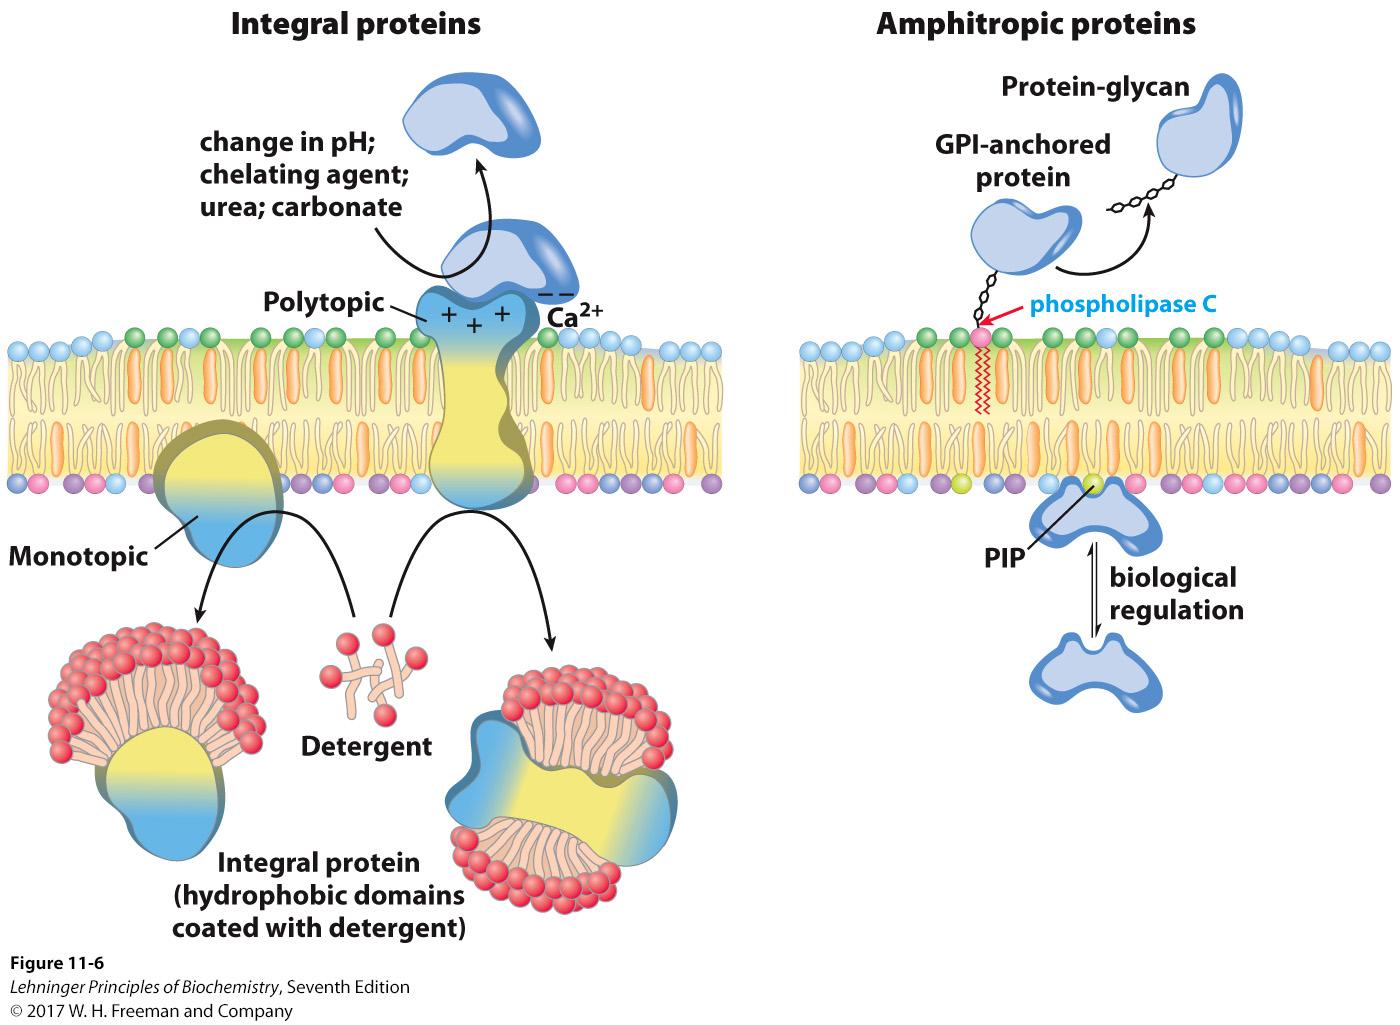 Integral proteins
change in pH;
chelating agent;
urea; carbonate
Polytopic
+ + +
– –
Ca²⁺
Monotopic
Detergent
Integral protein
(hydrophobic domains
coated with detergent)
Amphitropic proteins
Protein-glycan
GPI-anchored
protein
phospholipase C
PIP
biological
regulation
Figure 11-6
Lehninger Principles of Biochemistry, Seventh Edition
© 2017 W. H. Freeman and Company